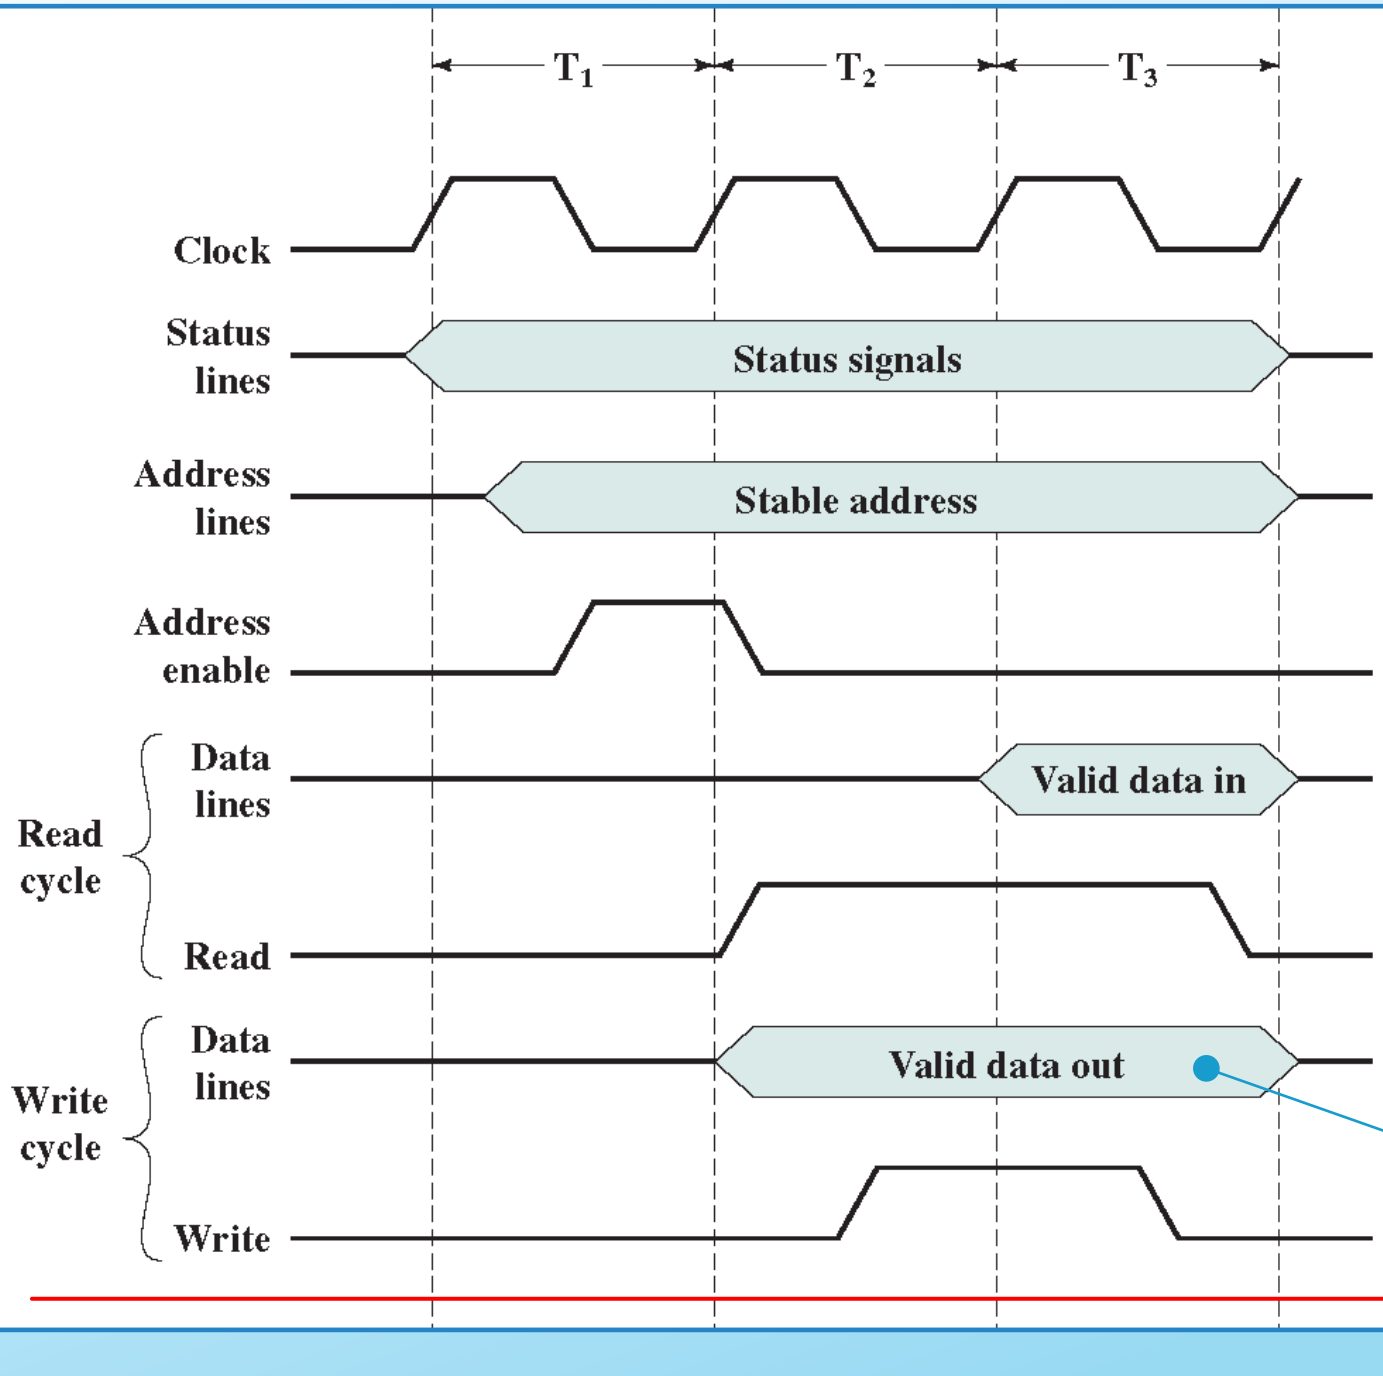 T1 T2 T3
Clock
Status
lines
Status signals
Address
lines
Stable address
Address
enable
Read
cycle
Data
lines
Valid data in
Read
Write
cycle
Data
lines
Valid data out
Write